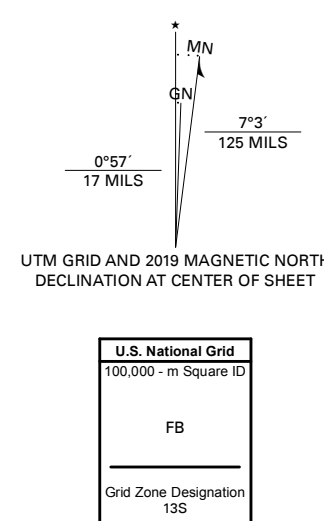 ★
MN
GN
7°3´
125 MILS
0°57´
17 MILS
UTM GRID AND 2019 MAGNETIC NORTH
DECLINATION AT CENTER OF SHEET
U.S. National Grid
100,000 - m Square ID
FB
Grid Zone Designation
13S